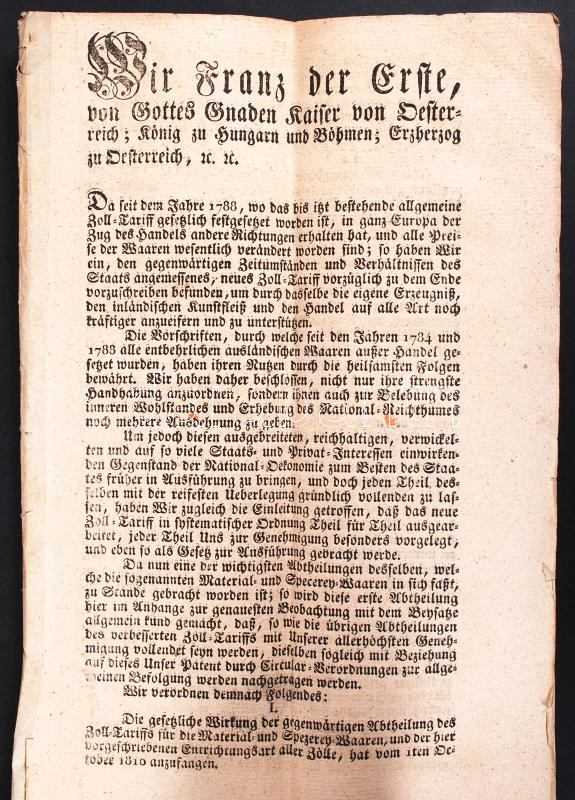 Wir Franz der Erste,
von Gottes Gnaden Kaiser von Oester-
reich; König zu Hungarn und Böhmen; Erzherzog
zu Oesterreich, ꝛc. ꝛc.
Da seit dem Jahre 1788, wo das bis itzt bestehende allgemeine
Zoll-Tariff gesetzlich festgesetzet worden ist, in ganz Europa der
Zug des Handels andere Richtungen erhalten hat, und alle Prei-
se der Waaren wesentlich verändert worden sind; so haben Wir
ein, den gegenwärtigen Zeitumständen und Verhältnissen des
Staats angemessenes, neues Zoll-Tariff vorzüglich zu dem Ende
vorzuschreiben befunden, um durch dasselbe die eigene Erzeugniß,
den inländischen Kunstfleiß und den Handel auf alle Art noch
kräftiger anzueifern und zu unterstützen.
Die Vorschriften, durch welche seit den Jahren 1784 und
1788 alle entbehrlichen ausländischen Waaren außer Handel ge-
setzet wurden, haben ihren Nutzen durch die heilsamsten Folgen
bewährt. Wir haben daher beschlossen, nicht nur ihre strengste
Handhabung anzuordnen, sondern ihnen auch zur Belebung des
inneren Wohlstandes und Erhebung des National-Reichthumes
noch mehrere Ausdehnung zu geben.
Um jedoch diesen ausgebreiteten, reichhaltigen, verwickel-
ten und auf so viele Staats- und Privat-Interessen einwirken-
den Gegenstand der National-Oekonomie zum Besten des Staa-
tes früher in Ausführung zu bringen, und doch jeden Theil des-
selben mit der reifesten Ueberlegung gründlich vollenden zu las-
sen, haben Wir zugleich die Einleitung getroffen, daß das neue
Zoll-Tariff in systematischer Ordnung Theil für Theil ausgear-
beitet, jeder Theil Uns zur Genehmigung besonders vorgelegt,
und eben so als Gesetz zur Ausführung gebracht werde.
Da nun eine der wichtigsten Abtheilungen desselben, wel-
che die sogenannten Material- und Specerey-Waaren in sich faßt,
zu Stande gebracht worden ist; so wird diese erste Abtheilung
hier im Anhange zur genauesten Beobachtung mit dem Beysatze
allgemein kund gemacht, daß, so wie die übrigen Abtheilungen
des verbesserten Zoll-Tariffs mit Unserer allerhöchsten Geneh-
migung vollendet seyn werden, dieselben sogleich mit Beziehung
auf dieses Unser Patent durch Circular-Verordnungen zur allge-
meinen Befolgung werden nachgetragen werden.
Wir verordnen demnach Folgendes:
I.
Die gesetzliche Wirkung der gegenwärtigen Abtheilung des
Zoll-Tariffs für die Material- und Spezerey-Waaren, und der hier
vorgeschriebenen Entrichtungsart aller Zölle, hat vom 1ten Oc-
tober 1810 anzufangen.